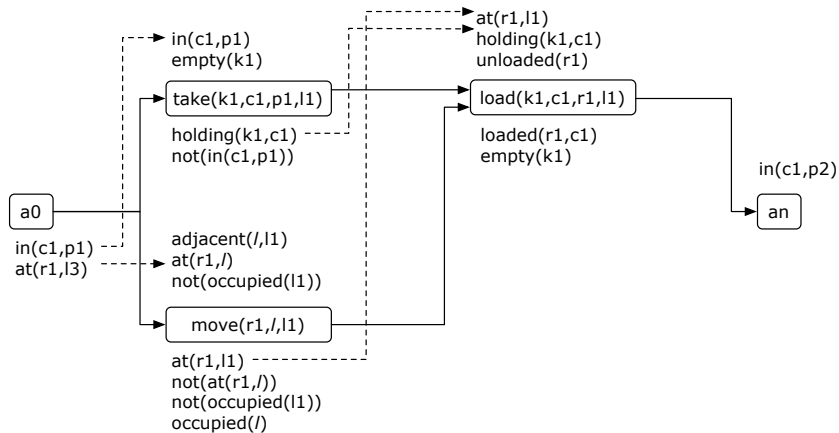 in(c1,p1)
empty(k1)
take(k1,c1,p1,l1)
holding(k1,c1)
not(in(c1,p1))
at(r1,l1)
holding(k1,c1)
unloaded(r1)
load(k1,c1,r1,l1)
loaded(r1,c1)
empty(k1)
in(c1,p2)
an
a0
in(c1,p1)
at(r1,l3)
adjacent(l,l1)
at(r1,l)
not(occupied(l1))
move(r1,l,l1)
at(r1,l1)
not(at(r1,l))
not(occupied(l1))
occupied(l)